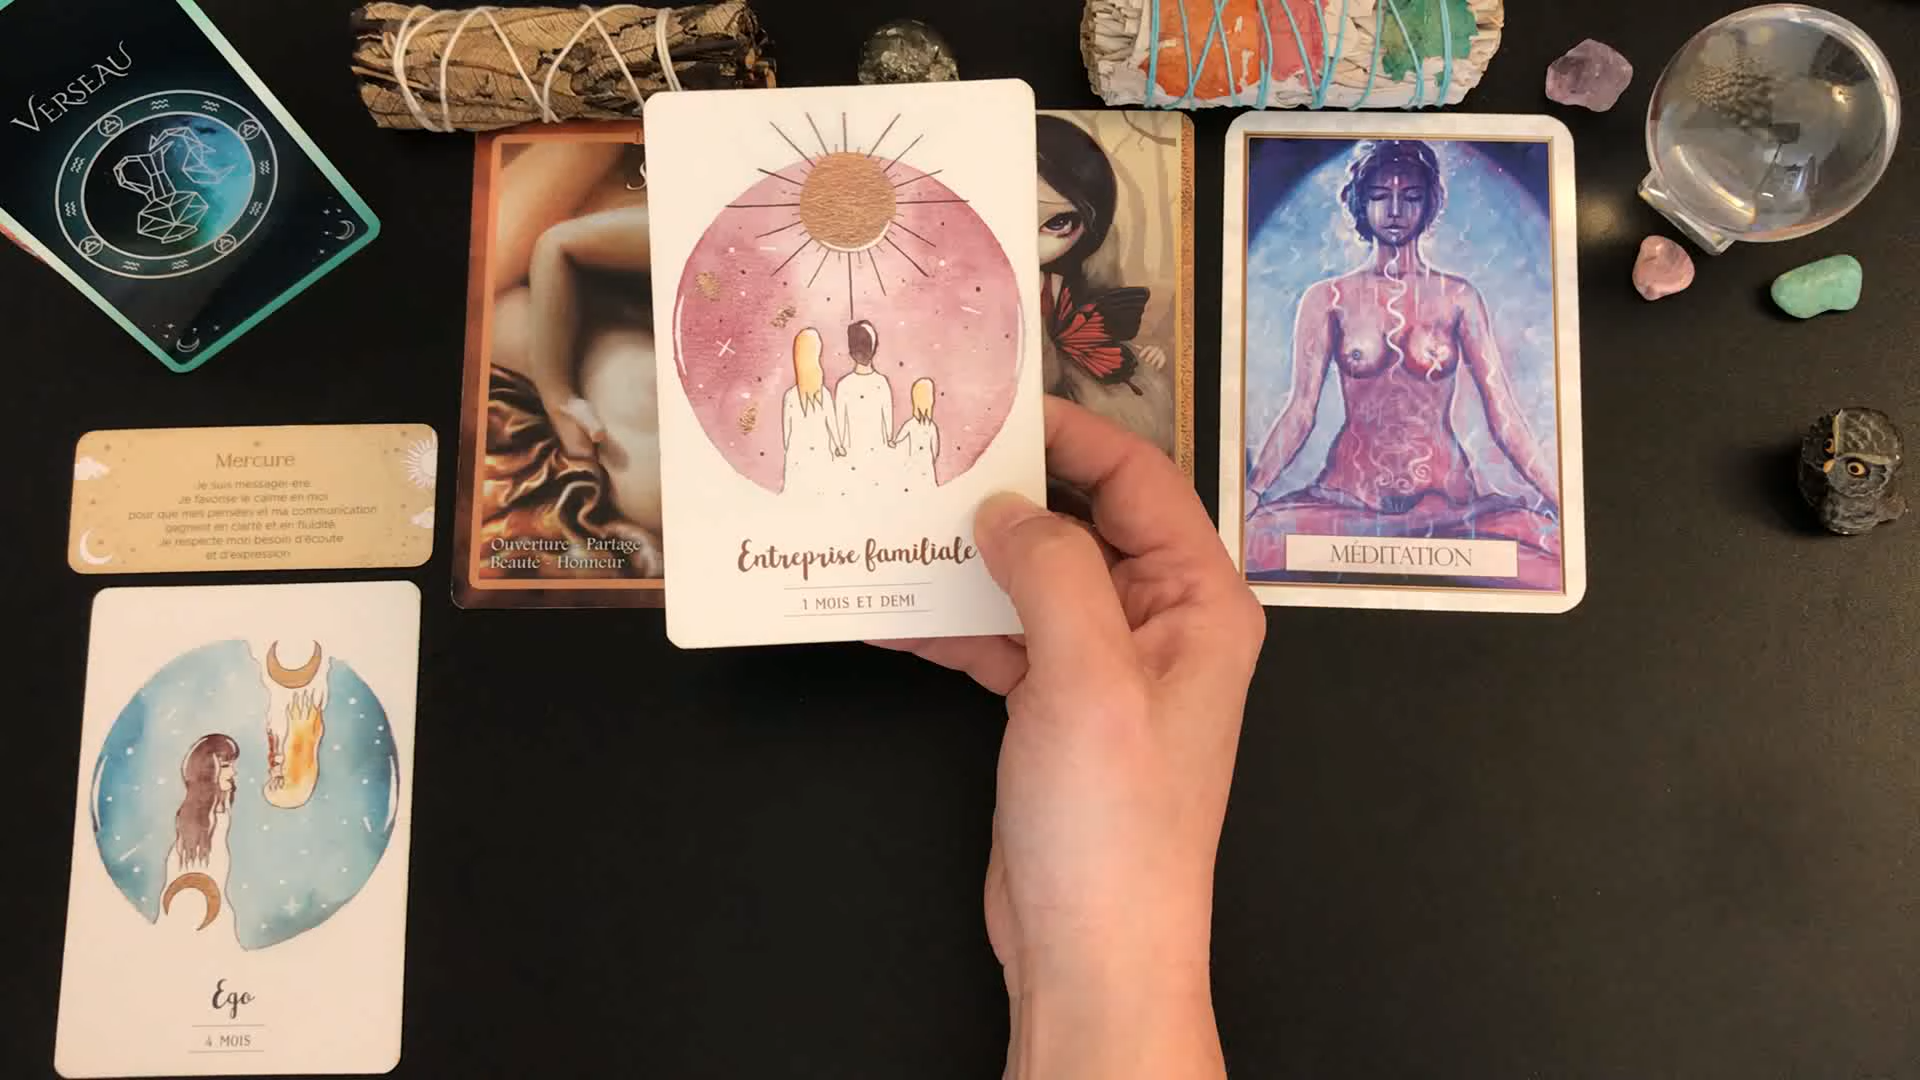 VERSEAU
Mercure
Je suis messager·ère.
Je favorise le calme en moi
pour que mes pensées et ma communication
gagnent en clarté et en fluidité.
Je respecte mon besoin d'écoute
et d'expression.
Ego
4 MOIS
Ouverture - Partage
Beauté - Honneur
Entreprise familiale
1 MOIS ET DEMI
MÉDITATION